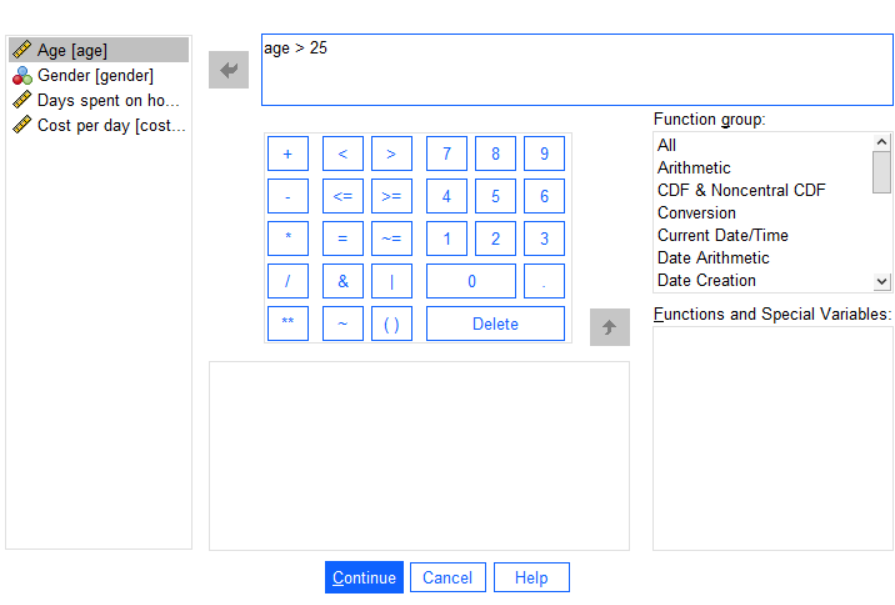 Age [age]
Gender [gender]
Days spent on ho...
Cost per day [cost...
age > 25
+ < > 7 8 9
- <= >= 4 5 6
* = ~= 1 2 3
/ & | 0 .
** ~ ( ) Delete
Function group:
All
Arithmetic
CDF & Noncentral CDF
Conversion
Current Date/Time
Date Arithmetic
Date Creation
Functions and Special Variables:
Continue Cancel Help